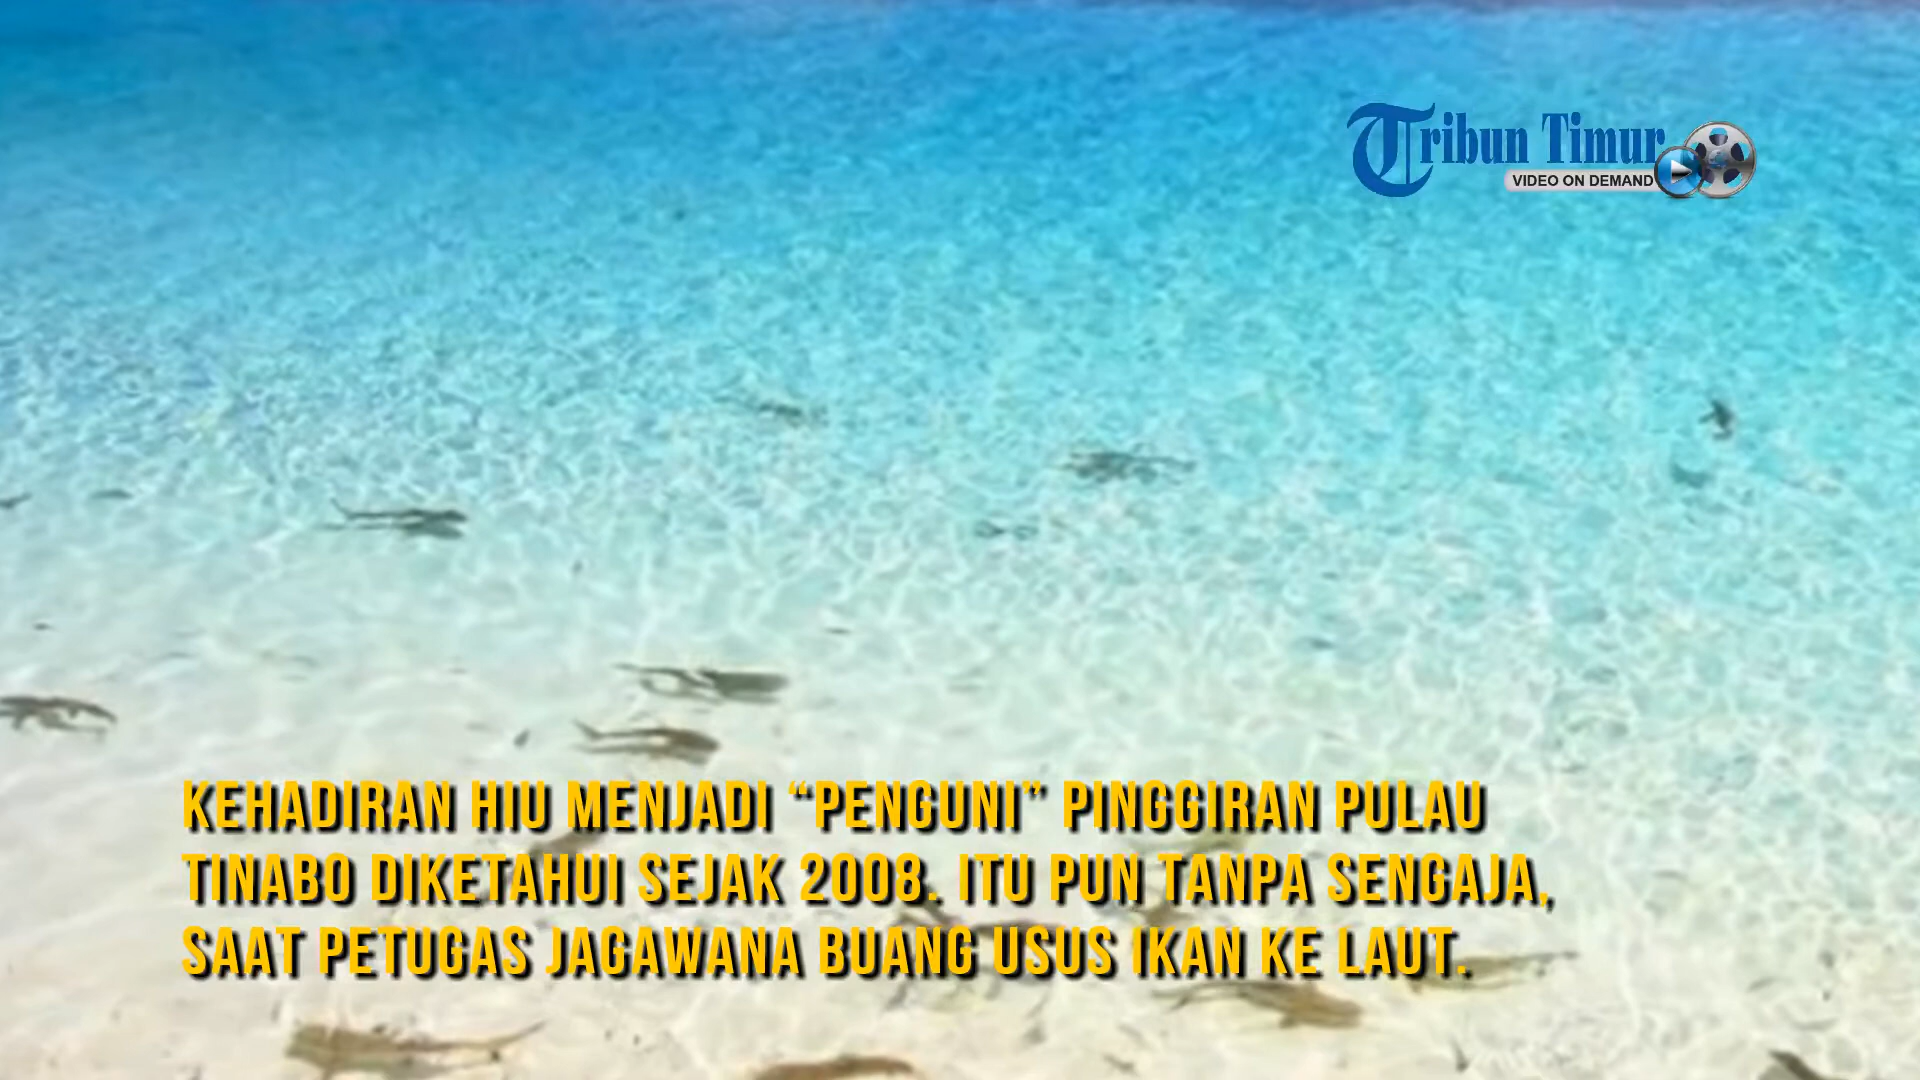 Tribun Timur
VIDEO ON DEMAND
KEHADIRAN HIU MENJADI “PENGUNI” PINGGIRAN PULAU
TINABO DIKETAHUI SEJAK 2008. ITU PUN TANPA SENGAJA,
SAAT PETUGAS JAGAWANA BUANG USUS IKAN KE LAUT.